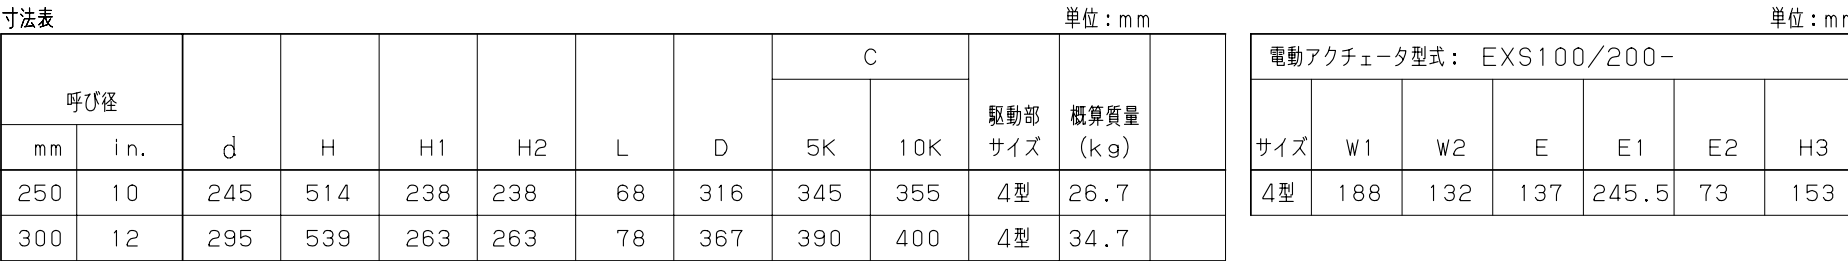 寸法表 単位：mm 単位：mm
C 電動アクチェータ型式： EXS100/200-
呼び径
mm in. d H H1 H2 L D 5K 10K 駆動部サイズ 概算質量(kg) サイズ W1 W2 E E1 E2 H3
250 10 245 514 238 238 68 316 345 355 4型 26.7 4型 188 132 137 245.5 73 153
300 12 295 539 263 263 78 367 390 400 4型 34.7